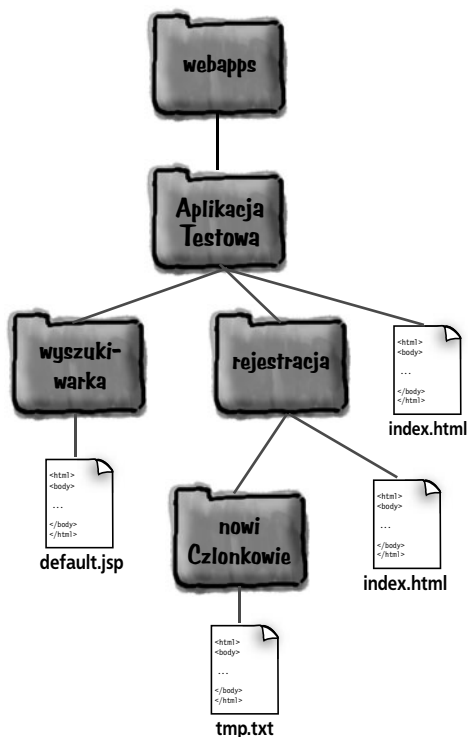 webapps
Aplikacja
Testowa
wyszuki-
warka
rejestracja
<html>
<body>
...
</body>
</html>
index.html
<html>
<body>
...
</body>
</html>
default.jsp
nowi
Czlonkowie
<html>
<body>
...
</body>
</html>
index.html
<html>
<body>
...
</body>
</html>
tmp.txt